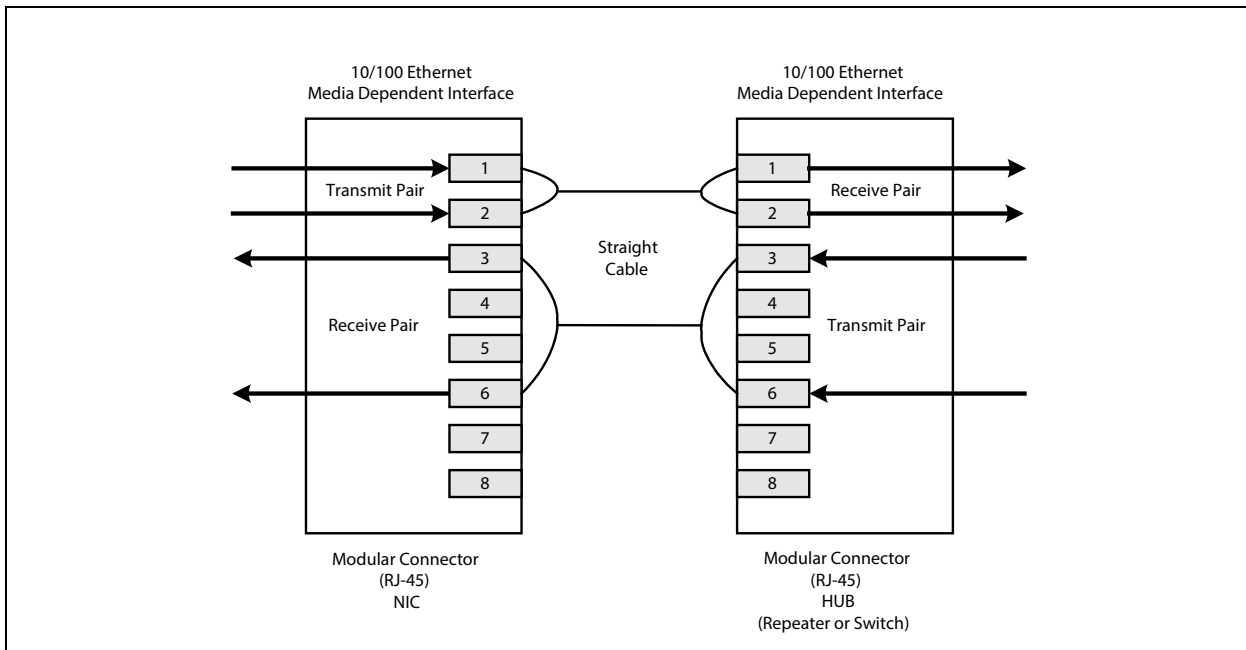 10/100 Ethernet
Media Dependent Interface
10/100 Ethernet
Media Dependent Interface
1
Transmit Pair
2
3
4
Receive Pair
5
6
7
8
Straight
Cable
1
Receive Pair
2
3
4
Transmit Pair
5
6
7
8
Modular Connector
(RJ-45)
NIC
Modular Connector
(RJ-45)
HUB
(Repeater or Switch)